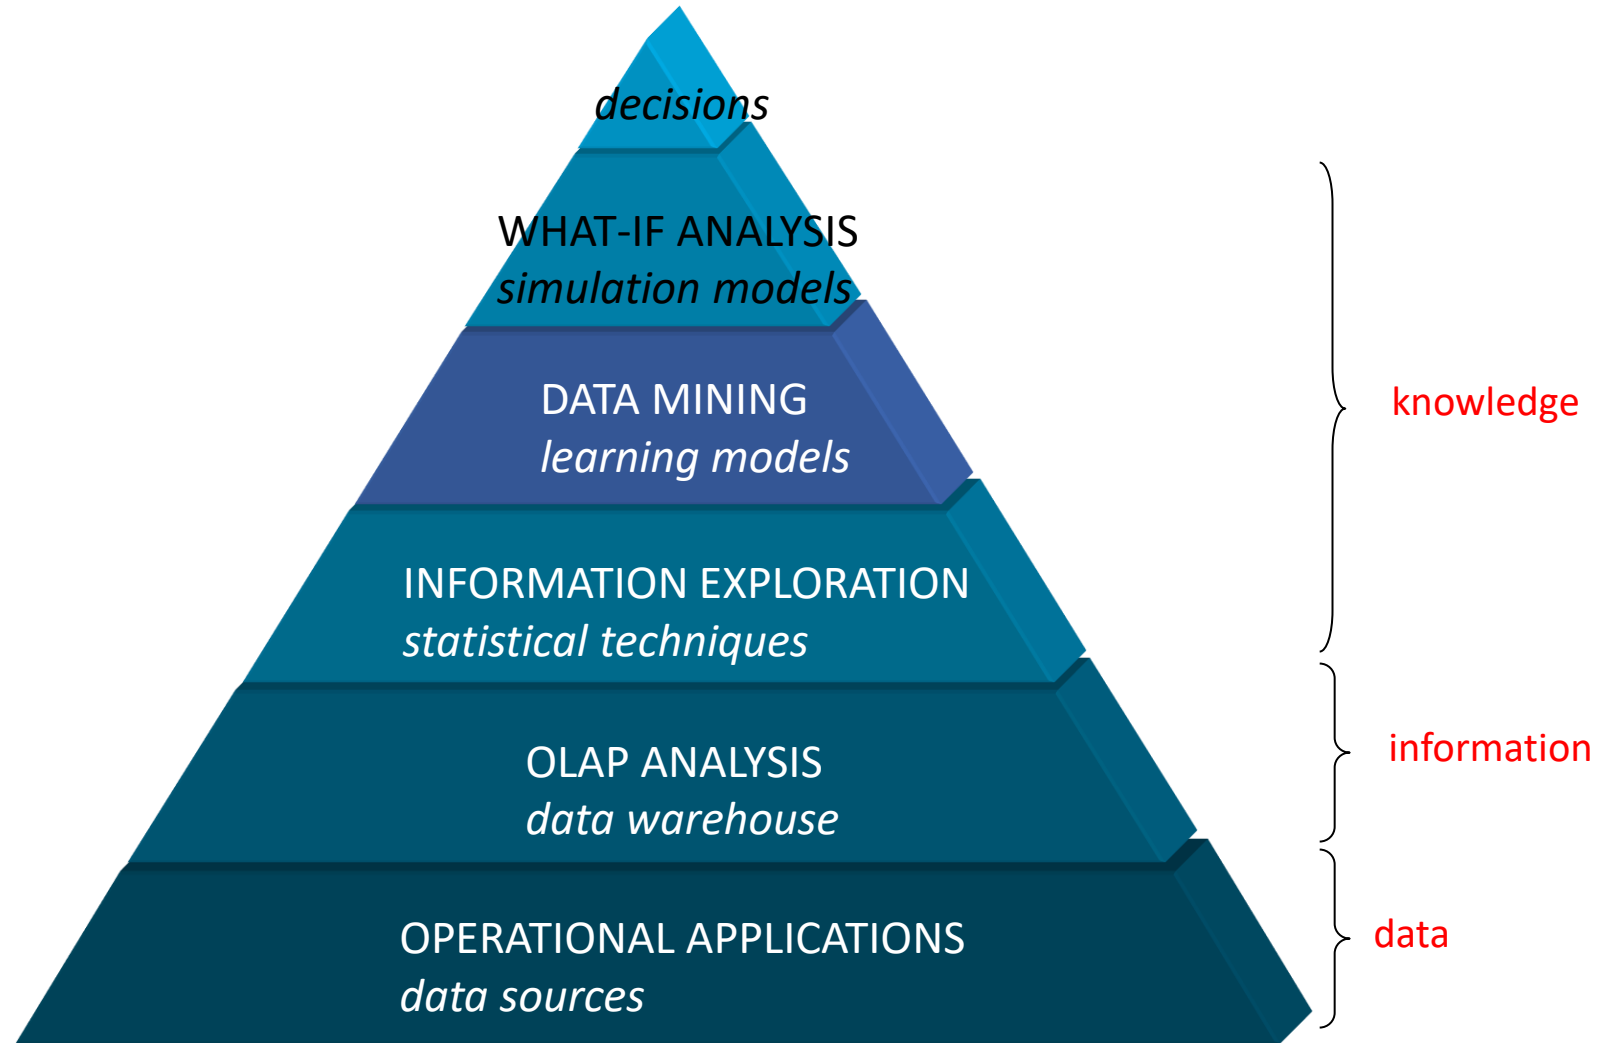 decisions
WHAT-IF ANALYSIS
simulation models
DATA MINING
learning models
knowledge
INFORMATION EXPLORATION
statistical techniques
OLAP ANALYSIS
data warehouse
information
OPERATIONAL APPLICATIONS
data sources
data